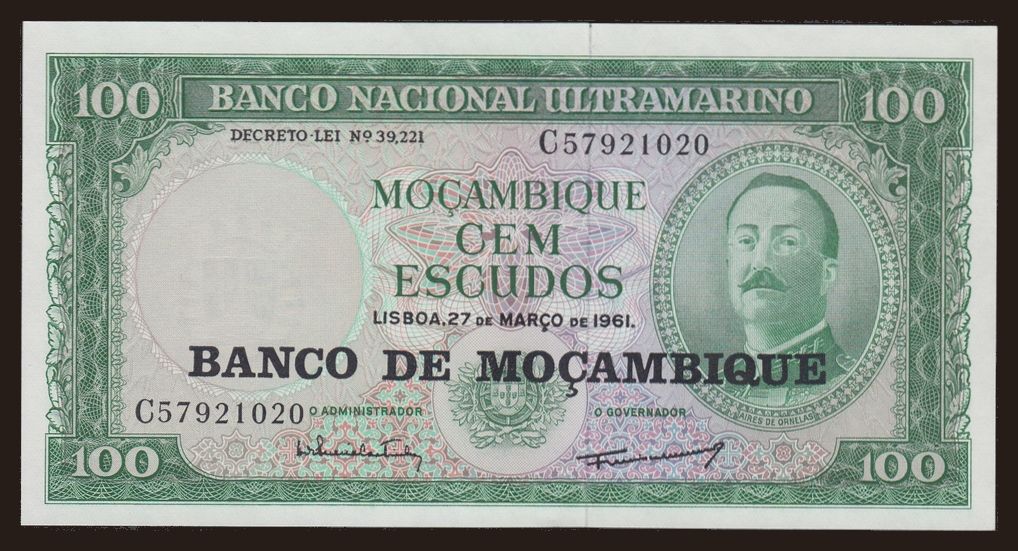 100 BANCO NACIONAL ULTRAMARINO 100
DECRETO-LEI Nº 39,221
C57921020
MOÇAMBIQUE
CEM
ESCUDOS
LISBOA, 27 DE MARÇO DE 1961.
BANCO DE MOÇAMBIQUE
C57921020
O ADMINISTRADOR
O GOVERNADOR
AIRES DE ORNELAS
100
100